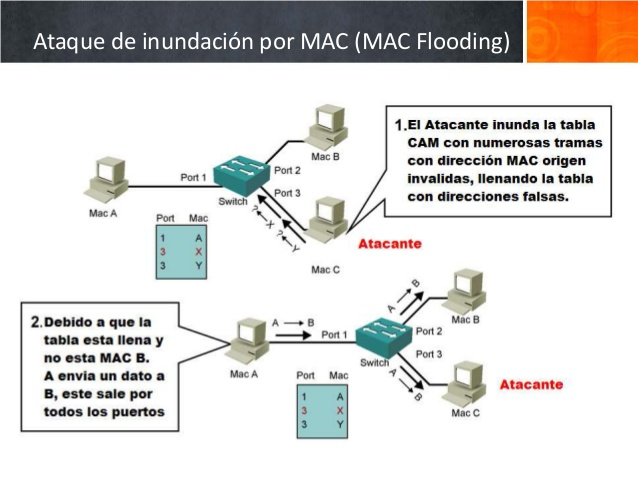 Ataque de inundación por MAC (MAC Flooding)
1.El Atacante inunda la tabla
CAM con numerosas tramas
con dirección MAC origen
invalidas, llenando la tabla
con direcciones falsas.
Mac B
Port 1
Port 2
Port 3
Switch
Mac A
Port Mac
1 A
3 X
3 Y
?←X
?←Y
Atacante
Mac C
2.Debido a que la
tabla esta llena y
no esta MAC B.
A envia un dato a
B, este sale por
todos los puertos
A → B
Port 1
A → B
Mac B
Port 2
Port 3
Switch
Mac A
A → B
Port Mac
1 A
3 X
3 Y
Atacante
Mac C